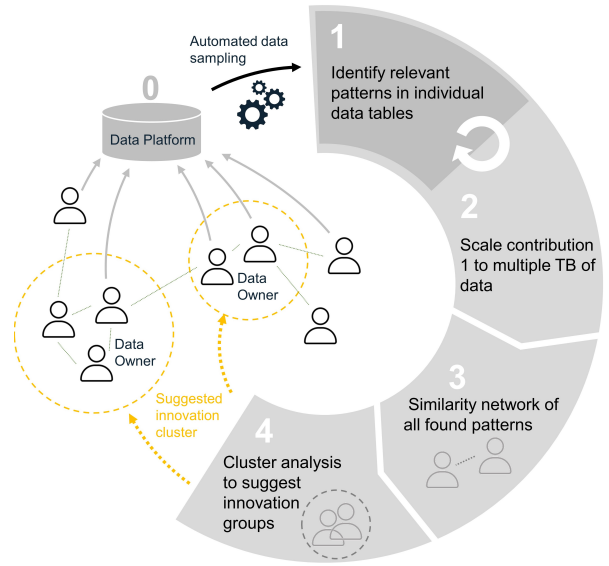 Automated data
sampling
0
Data Platform
1
Identify relevant
patterns in individual
data tables
2
Scale contribution
1 to multiple TB of
data
3
Similarity network of
all found patterns
4
Cluster analysis
to suggest
innovation
groups
Data
Owner
Data
Owner
Suggested
innovation
cluster